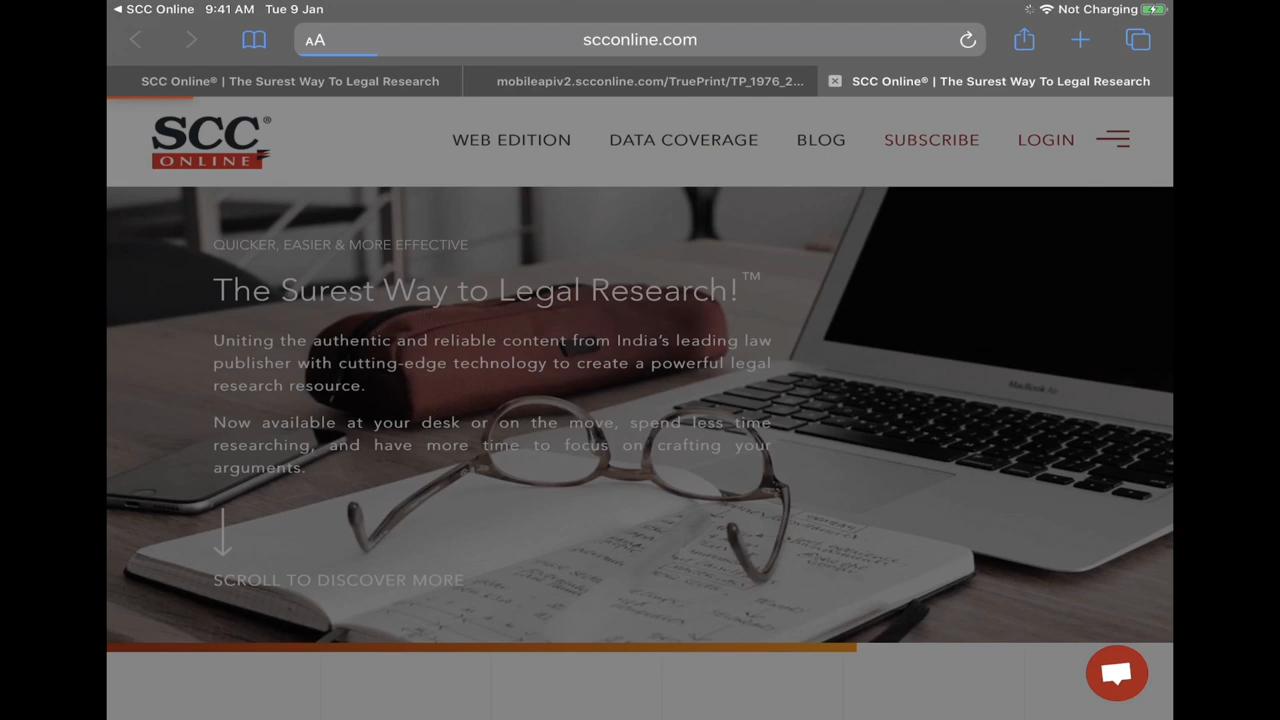 SCC Online 9:41 AM Tue 9 Jan Not Charging
AA scconline.com
SCC Online® | The Surest Way To Legal Research mobileapiv2.scconline.com/TruePrint/TP_1976_2... SCC Online® | The Surest Way To Legal Research
SCC®
ONLINE
WEB EDITION DATA COVERAGE BLOG SUBSCRIBE LOGIN
QUICKER, EASIER & MORE EFFECTIVE
The Surest Way to Legal Research!™
Uniting the authentic and reliable content from India's leading law
publisher with cutting-edge technology to create a powerful legal
research resource.
Now available at your desk or on the move, spend less time
researching, and have more time to focus on crafting your
arguments.
SCROLL TO DISCOVER MORE
MacBook Air